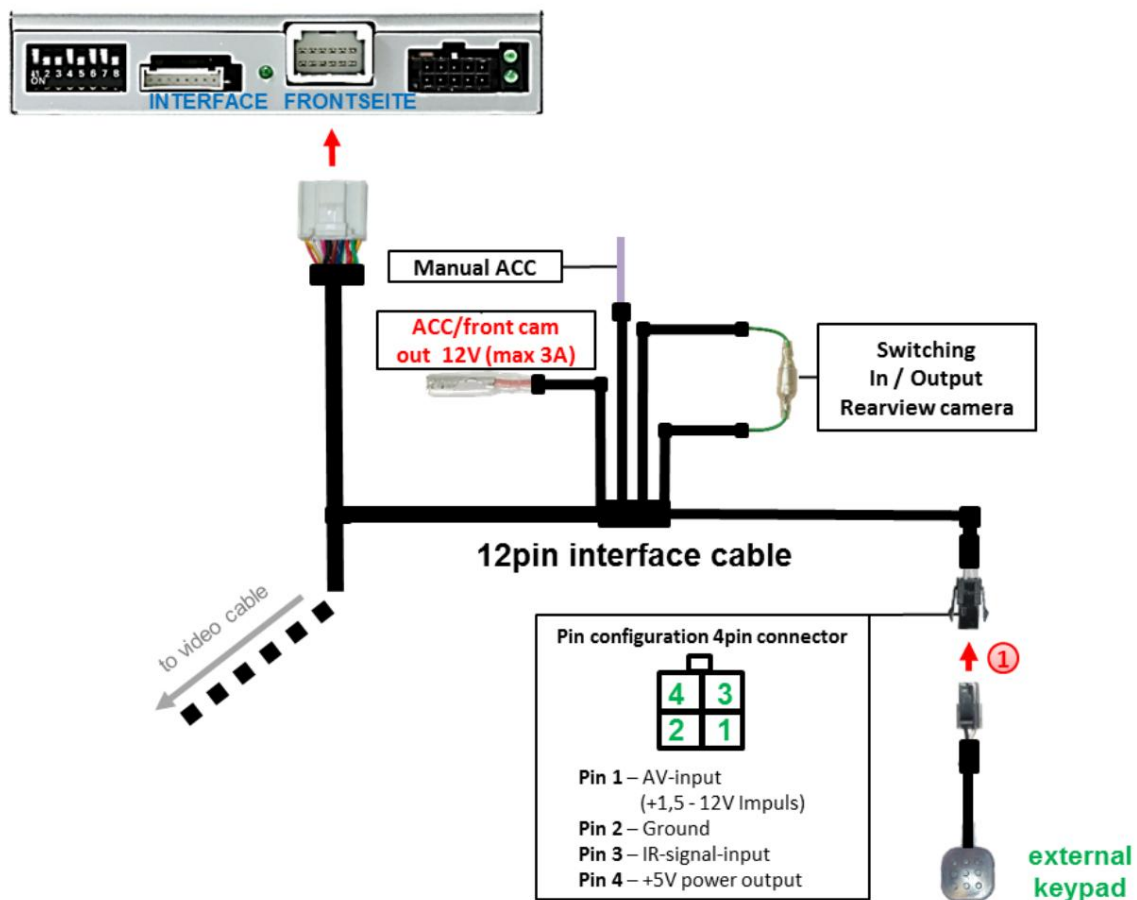 1 2 3 4 5 6 7 8
ON
INTERFACE FRONTSEITE
Manual ACC
ACC/front cam
out 12V (max 3A)
Switching
In / Output
Rearview camera
12pin interface cable
to video cable
Pin configuration 4pin connector
4 3
2 1
Pin 1 – AV-input
(+1,5 - 12V Impuls)
Pin 2 – Ground
Pin 3 – IR-signal-input
Pin 4 – +5V power output
1
external
keypad